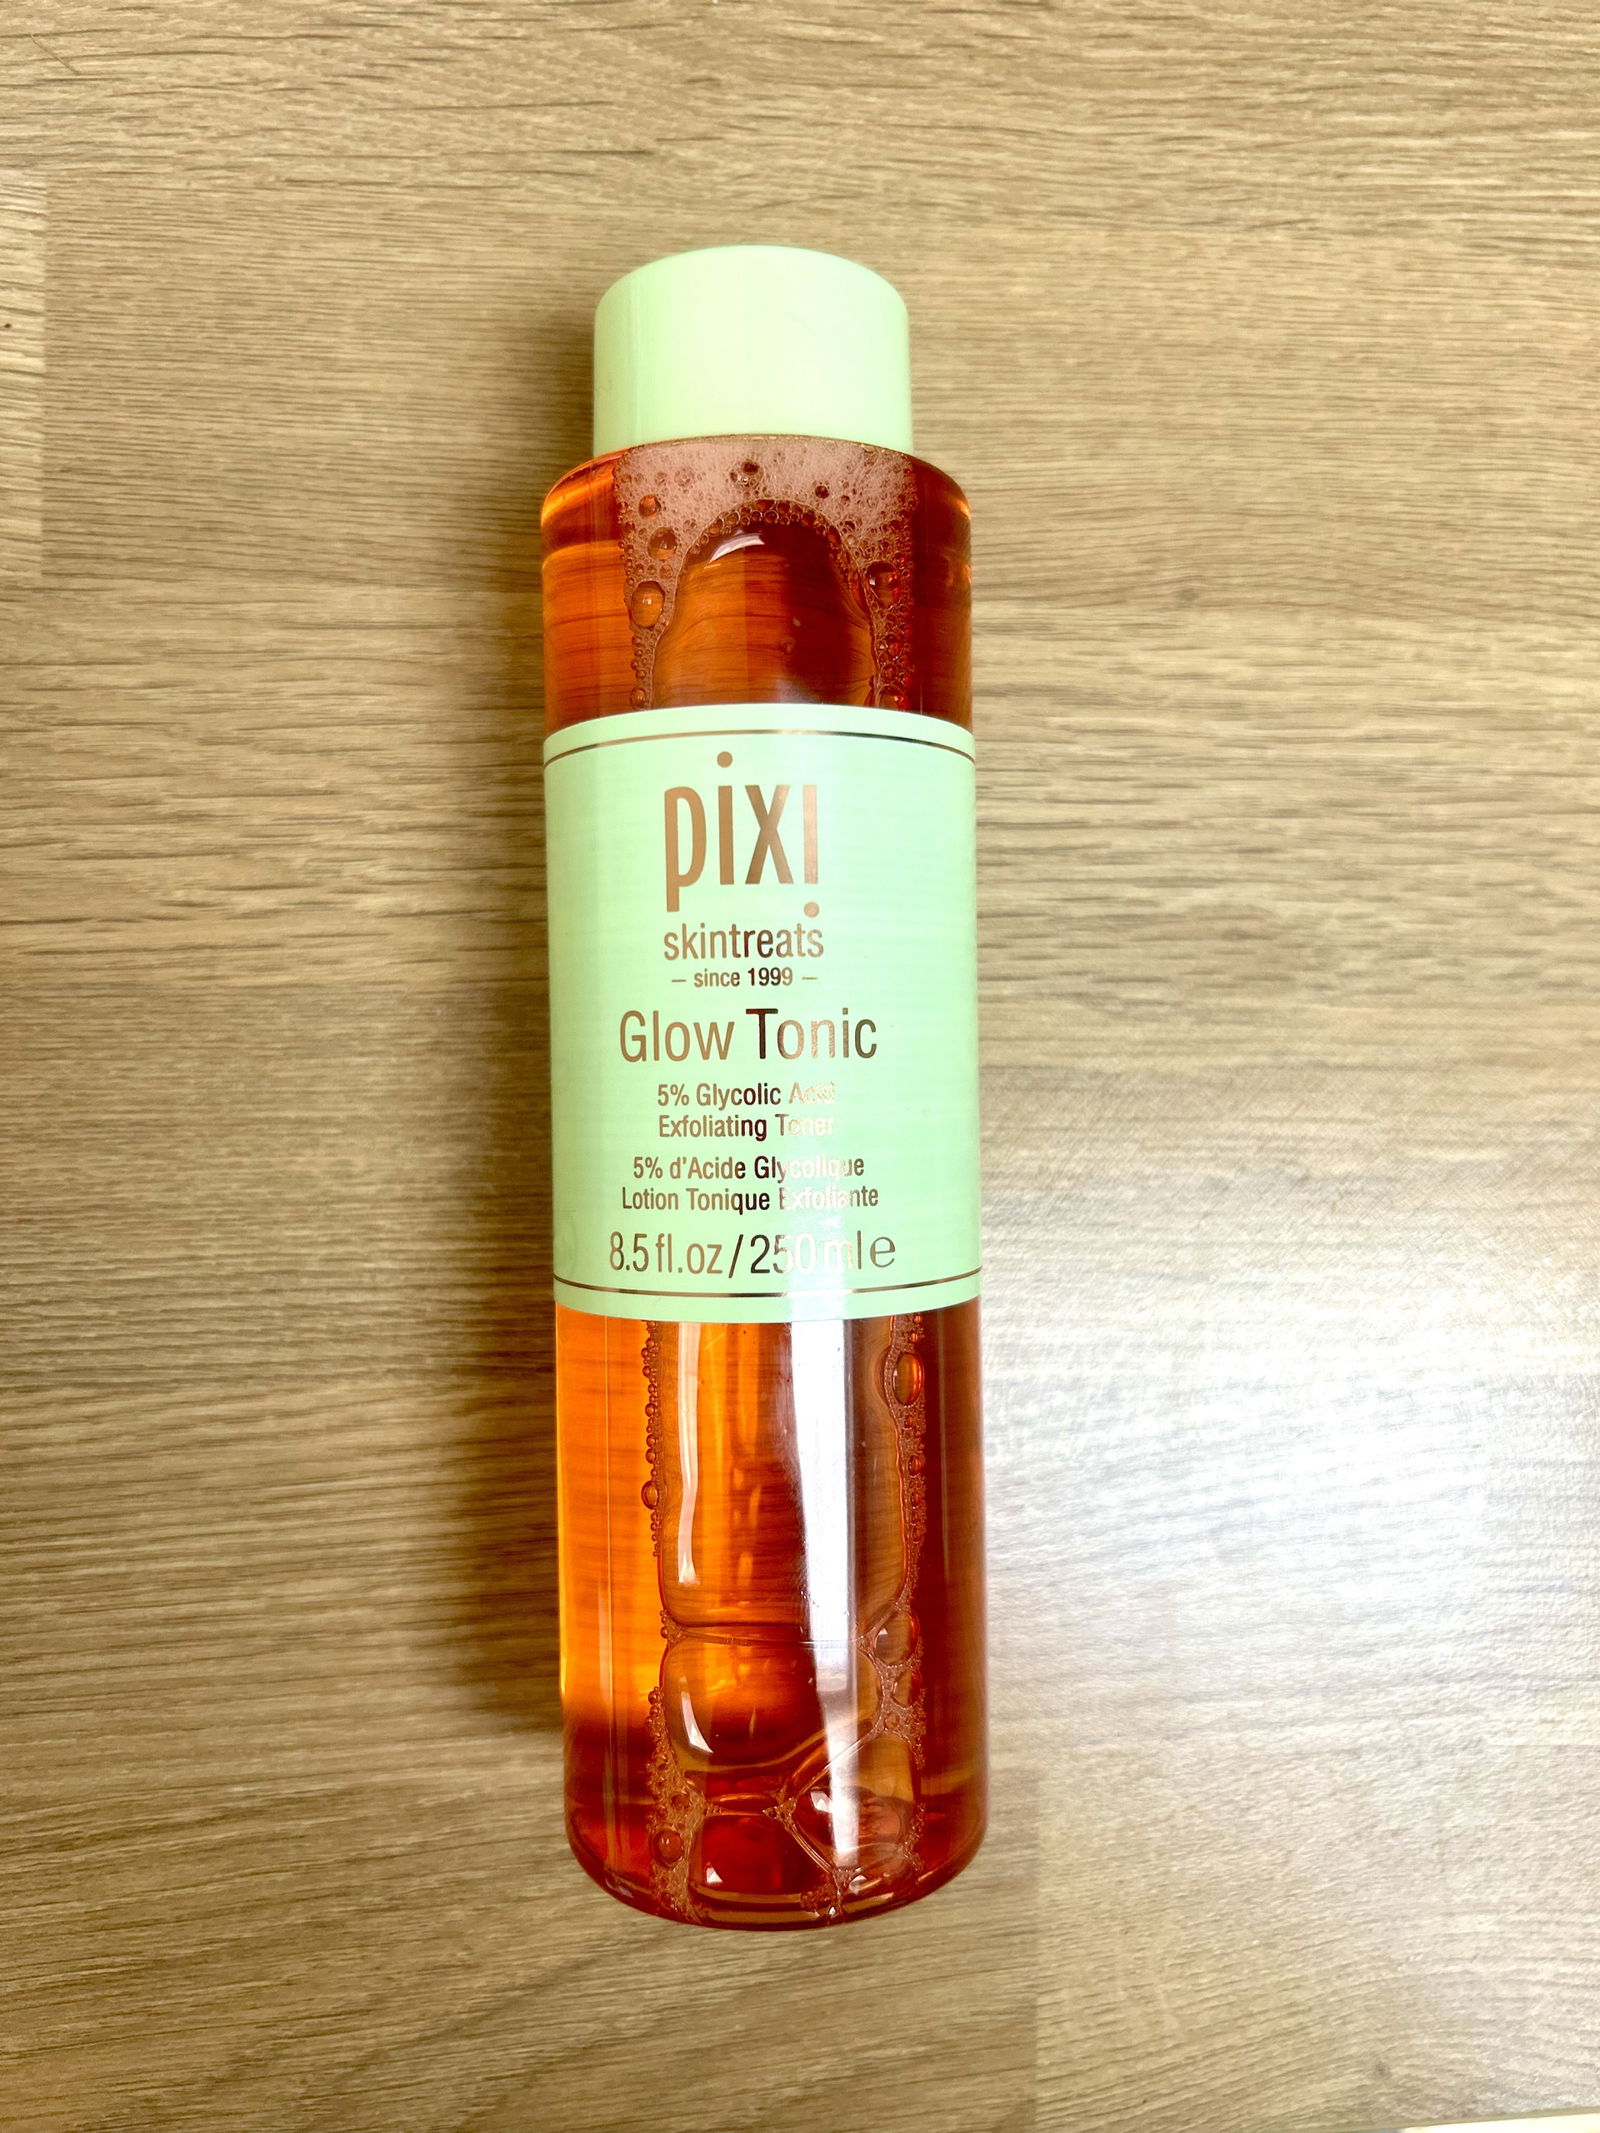 pixi
skintreats
– since 1999 –
Glow Tonic
5% Glycolic Acid
Exfoliating Toner
5% d'Acide Glycolique
Lotion Tonique Exfoliante
8.5 fl.oz/250 ml e